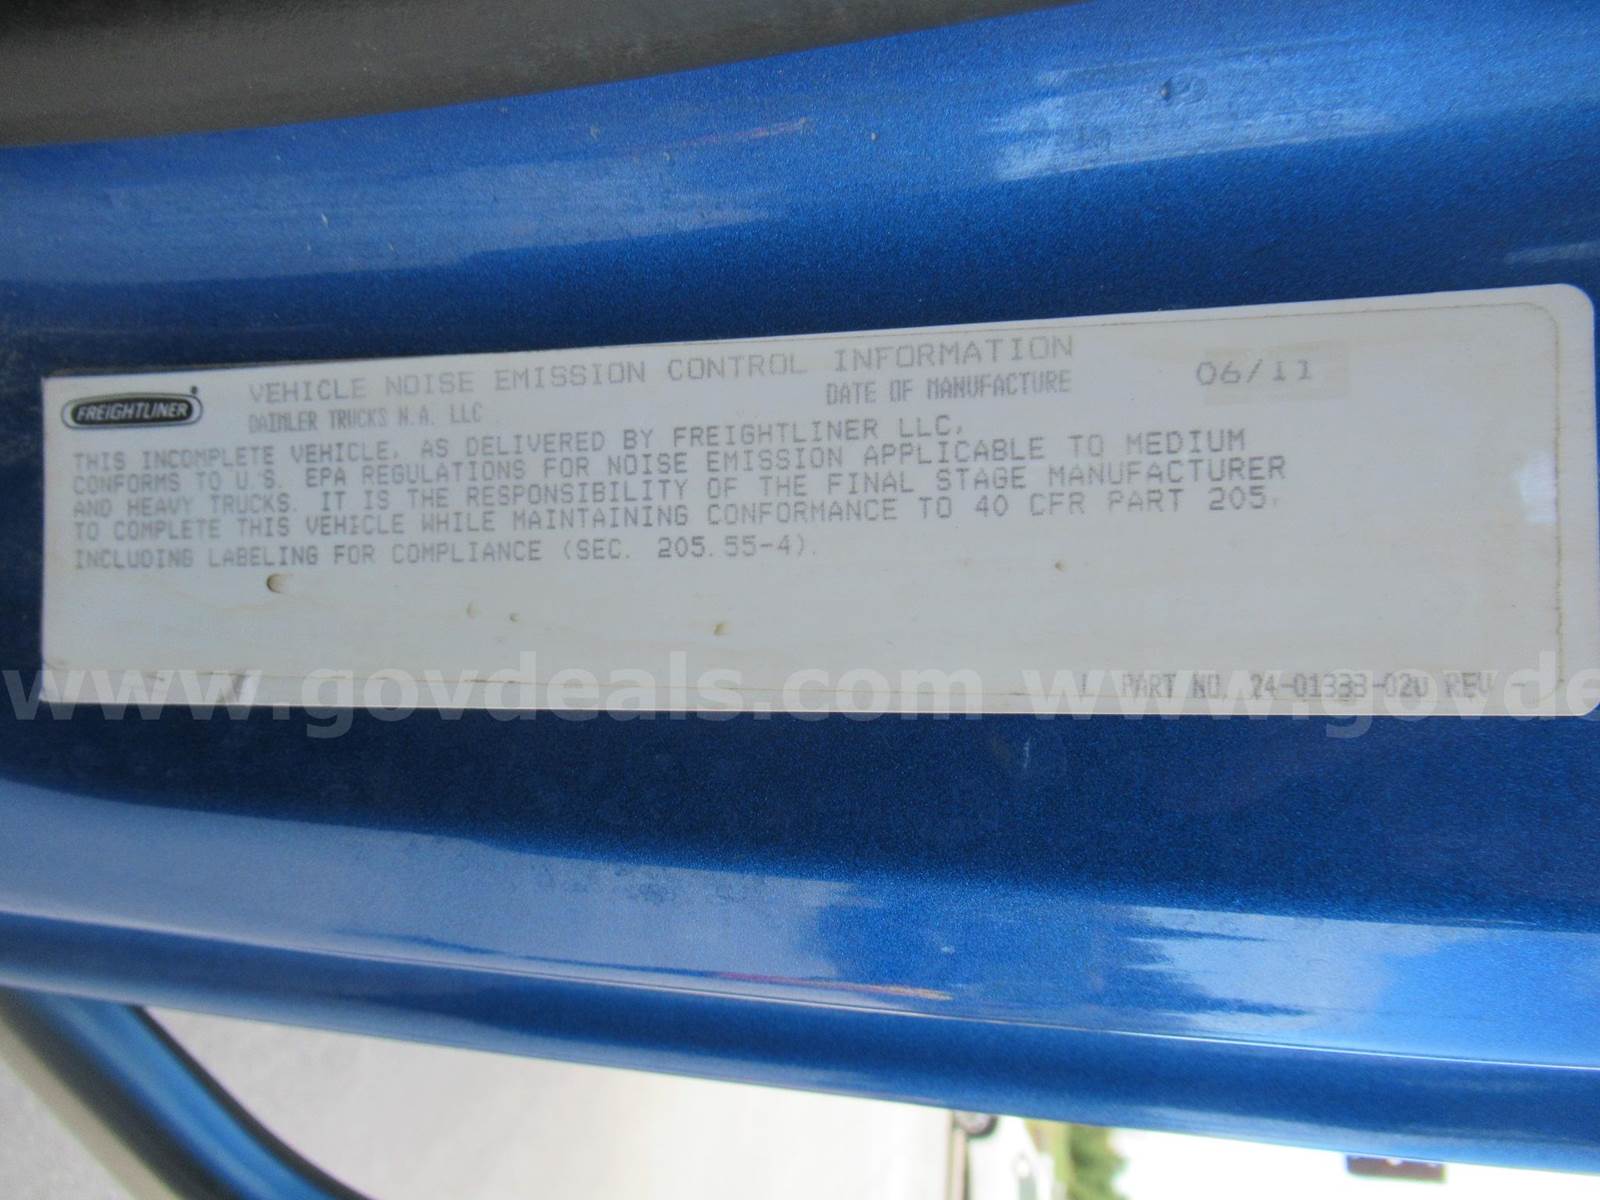 FREIGHTLINER
VEHICLE NOISE EMISSION CONTROL INFORMATION
DAIMLER TRUCKS N.A. LLC DATE OF MANUFACTURE 06/11
THIS INCOMPLETE VEHICLE, AS DELIVERED BY FREIGHTLINER LLC,
CONFORMS TO U.S. EPA REGULATIONS FOR NOISE EMISSION APPLICABLE TO MEDIUM
AND HEAVY TRUCKS. IT IS THE RESPONSIBILITY OF THE FINAL STAGE MANUFACTURER
TO COMPLETE THIS VEHICLE WHILE MAINTAINING CONFORMANCE TO 40 CFR PART 205,
INCLUDING LABELING FOR COMPLIANCE (SEC. 205.55-4).
PART NO. 24-01333-020 REV -
www.govdeals.com www.govde